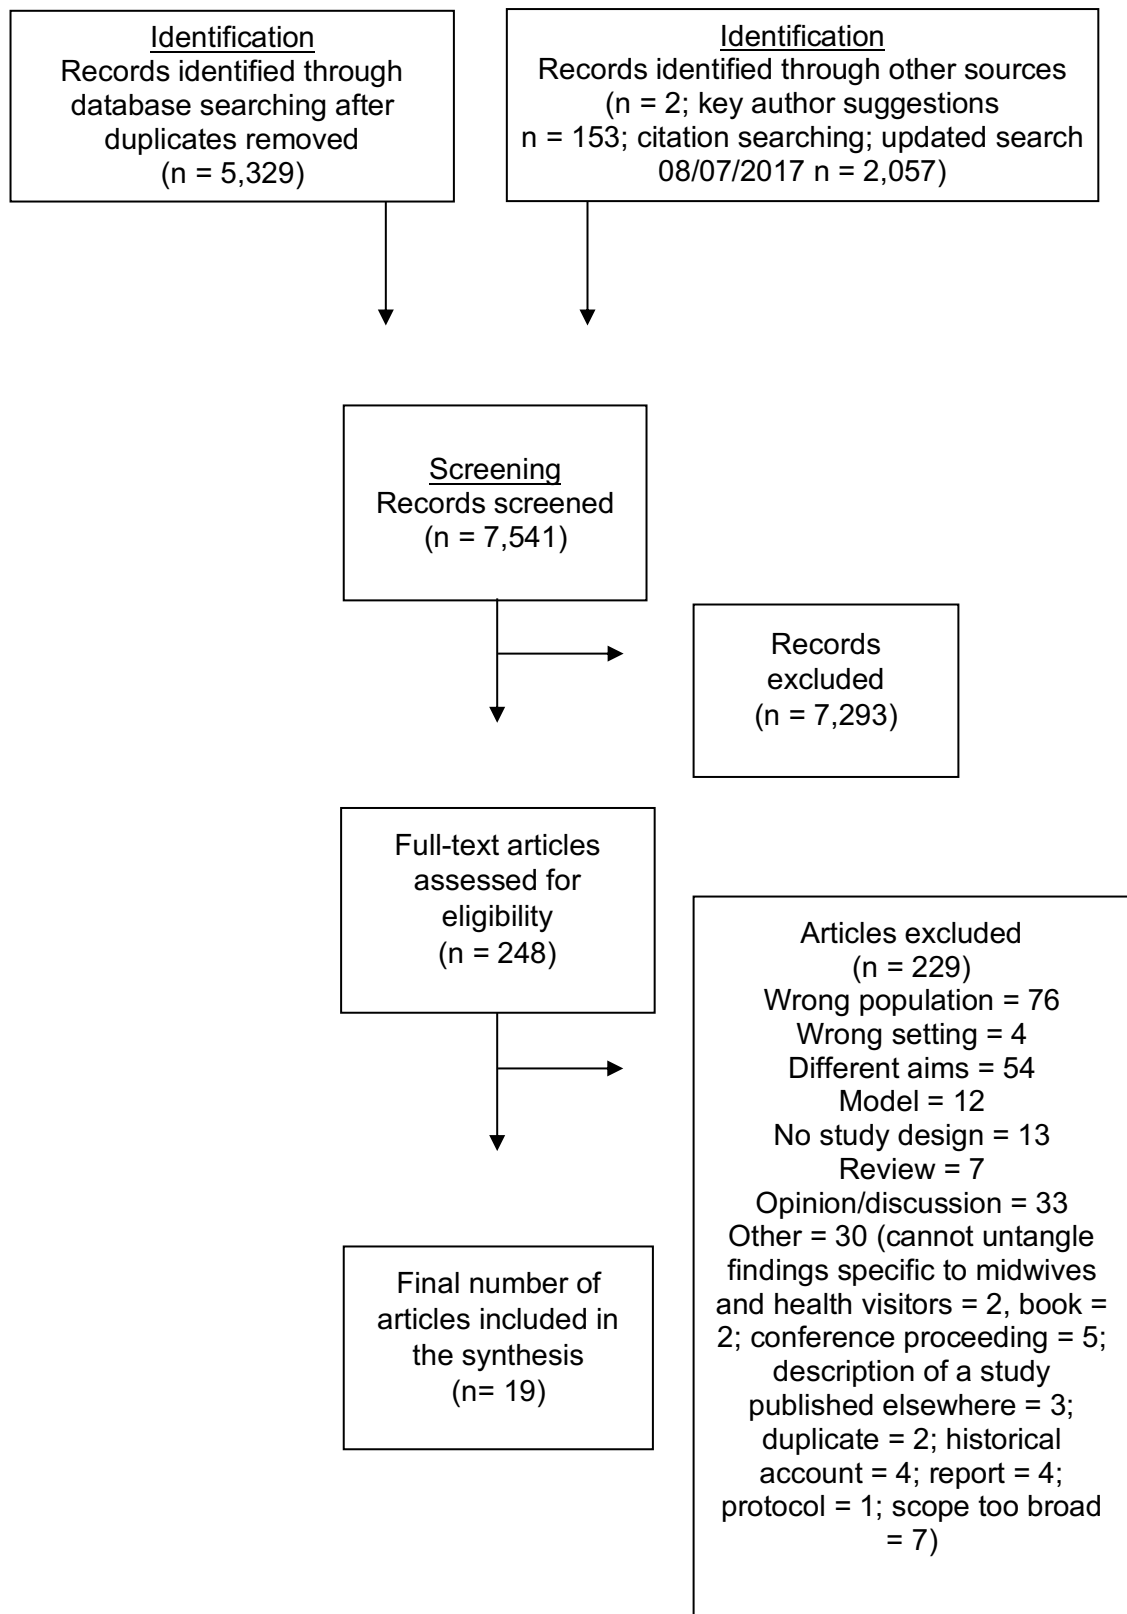 Identification
Records identified through
database searching after
duplicates removed
(n = 5,329)
Identification
Records identified through other sources
(n = 2; key author suggestions
n = 153; citation searching; updated search
08/07/2017 n = 2,057)
Screening
Records screened
(n = 7,541)
Records
excluded
(n = 7,293)
Full-text articles
assessed for
eligibility
(n = 248)
Articles excluded
(n = 229)
Wrong population = 76
Wrong setting = 4
Different aims = 54
Model = 12
No study design = 13
Review = 7
Opinion/discussion = 33
Other = 30 (cannot untangle
findings specific to midwives
and health visitors = 2, book =
2; conference proceeding = 5;
description of a study
published elsewhere = 3;
duplicate = 2; historical
account = 4; report = 4;
protocol = 1; scope too broad
= 7)
Final number of
articles included in
the synthesis
(n= 19)